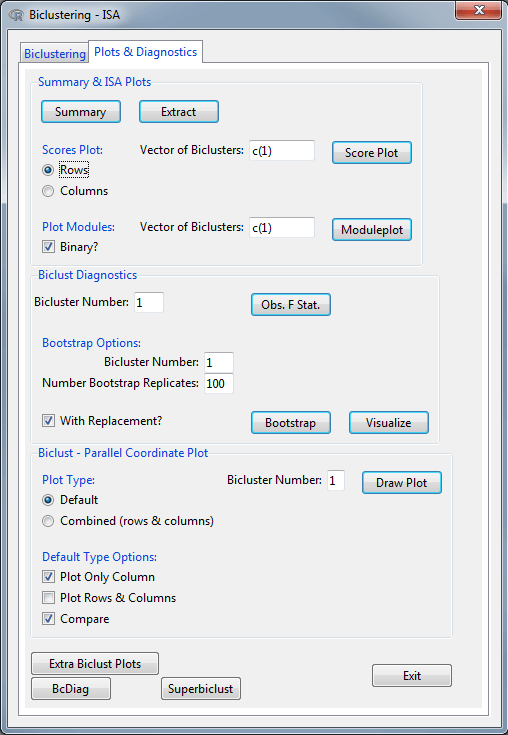 Biclustering - ISA
Biclustering Plots & Diagnostics
Summary & ISA Plots
Summary Extract
Scores Plot: Vector of Biclusters: c(1) Score Plot
Rows
Columns
Plot Modules: Vector of Biclusters: c(1) Moduleplot
Binary?
Biclust Diagnostics
Bicluster Number: 1 Obs. F Stat.
Bootstrap Options:
Bicluster Number: 1
Number Bootstrap Replicates: 100
With Replacement? Bootstrap Visualize
Biclust - Parallel Coordinate Plot
Plot Type: Bicluster Number: 1 Draw Plot
Default
Combined (rows & columns)
Default Type Options:
Plot Only Column
Plot Rows & Columns
Compare
Extra Biclust Plots
Exit
BcDiag Superbiclust